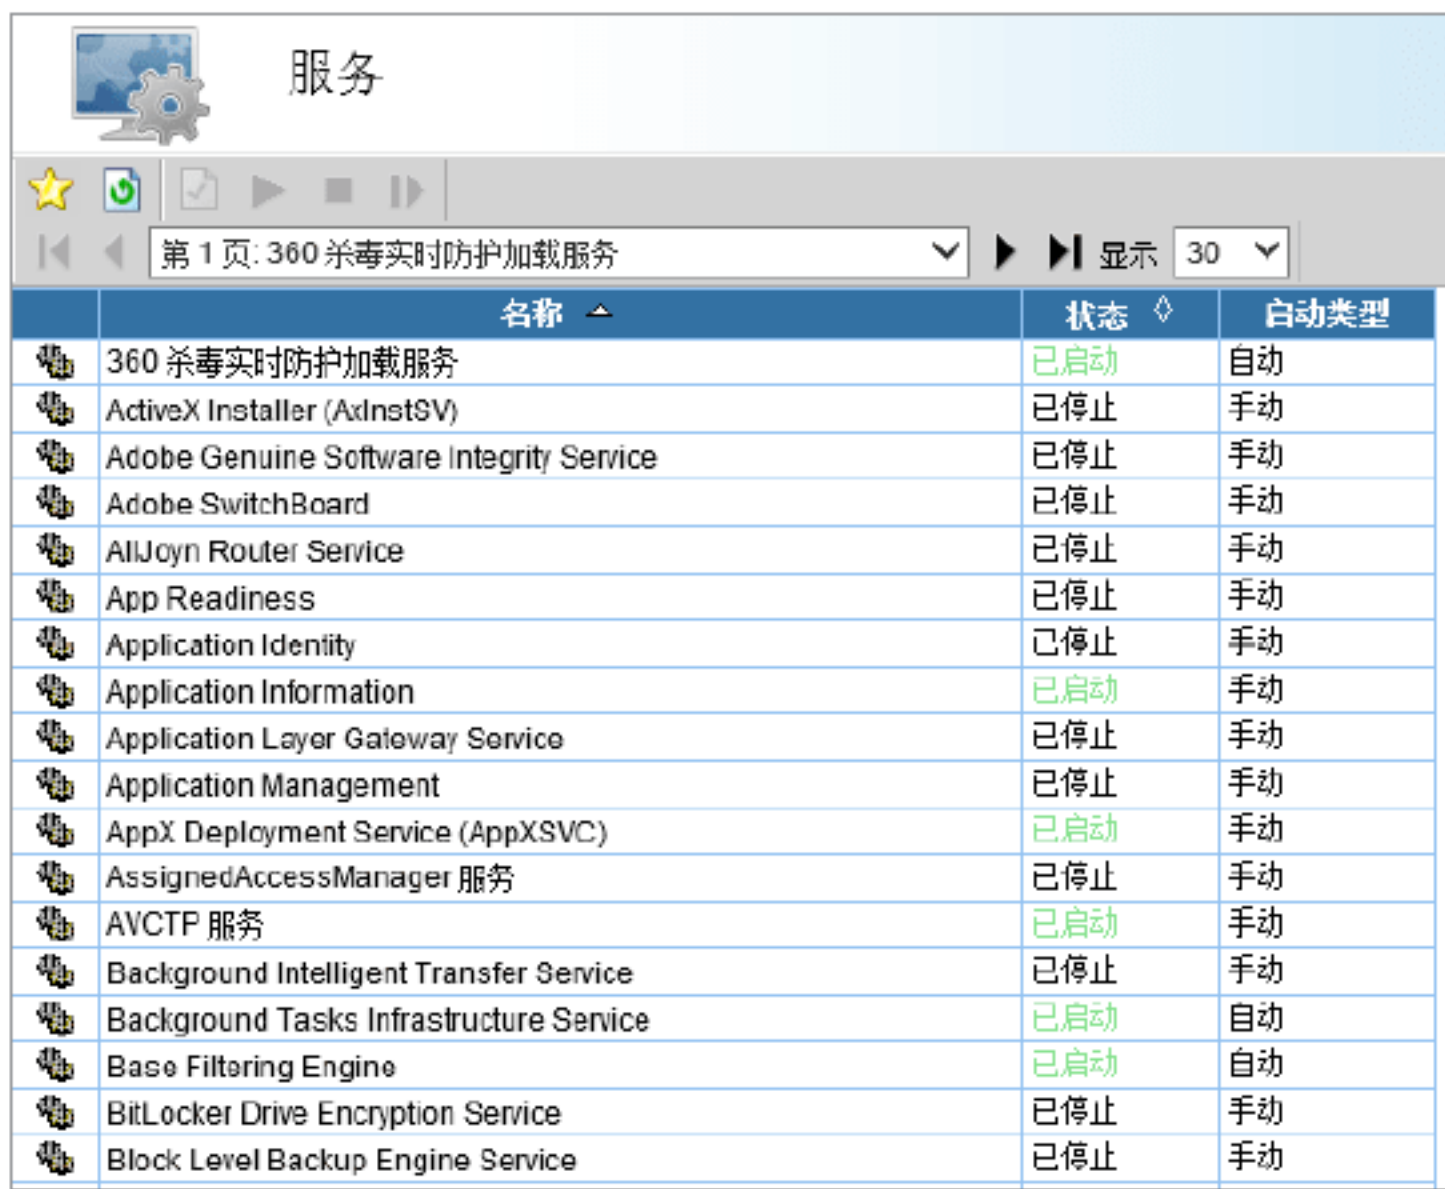 服务
第 1 页: 360 杀毒实时防护加载服务 显示 30
名称 状态 启动类型
360 杀毒实时防护加载服务 已启动 自动
ActiveX Installer (AxInstSV) 已停止 手动
Adobe Genuine Software Integrity Service 已停止 手动
Adobe SwitchBoard 已停止 手动
AllJoyn Router Service 已停止 手动
App Readiness 已停止 手动
Application Identity 已停止 手动
Application Information 已启动 手动
Application Layer Gateway Service 已停止 手动
Application Management 已停止 手动
AppX Deployment Service (AppXSVC) 已启动 手动
AssignedAccessManager 服务 已停止 手动
AVCTP 服务 已启动 手动
Background Intelligent Transfer Service 已停止 手动
Background Tasks Infrastructure Service 已启动 自动
Base Filtering Engine 已启动 自动
BitLocker Drive Encryption Service 已停止 手动
Block Level Backup Engine Service 已停止 手动